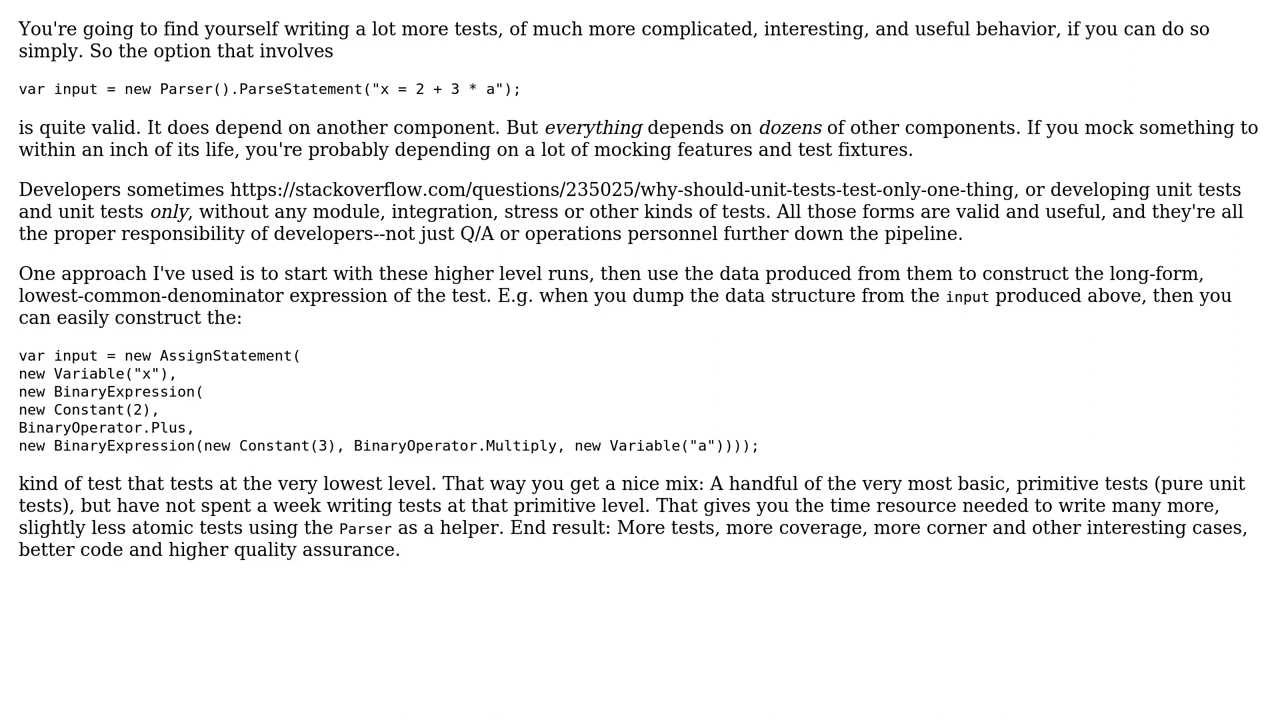 You're going to find yourself writing a lot more tests, of much more complicated, interesting, and useful behavior, if you can do so
simply. So the option that involves
var input = new Parser().ParseStatement("x = 2 + 3 * a");
is quite valid. It does depend on another component. But everything depends on dozens of other components. If you mock something to
within an inch of its life, you're probably depending on a lot of mocking features and test fixtures.
Developers sometimes https://stackoverflow.com/questions/235025/why-should-unit-tests-test-only-one-thing, or developing unit tests
and unit tests only, without any module, integration, stress or other kinds of tests. All those forms are valid and useful, and they're all
the proper responsibility of developers--not just Q/A or operations personnel further down the pipeline.
One approach I've used is to start with these higher level runs, then use the data produced from them to construct the long-form,
lowest-common-denominator expression of the test. E.g. when you dump the data structure from the input produced above, then you
can easily construct the:
var input = new AssignStatement(
new Variable("x"),
new BinaryExpression(
new Constant(2),
BinaryOperator.Plus,
new BinaryExpression(new Constant(3), BinaryOperator.Multiply, new Variable("a"))));
kind of test that tests at the very lowest level. That way you get a nice mix: A handful of the very most basic, primitive tests (pure unit
tests), but have not spent a week writing tests at that primitive level. That gives you the time resource needed to write many more,
slightly less atomic tests using the Parser as a helper. End result: More tests, more coverage, more corner and other interesting cases,
better code and higher quality assurance.